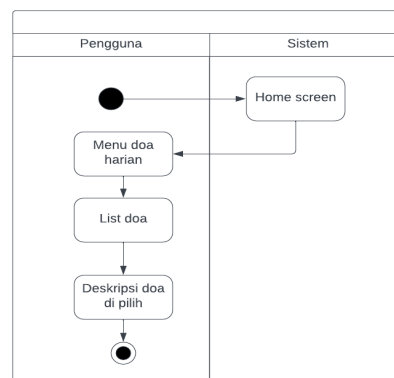 Pengguna
Sistem
Home screen
Menu doa
harian
List doa
Deskripsi doa
di pilih